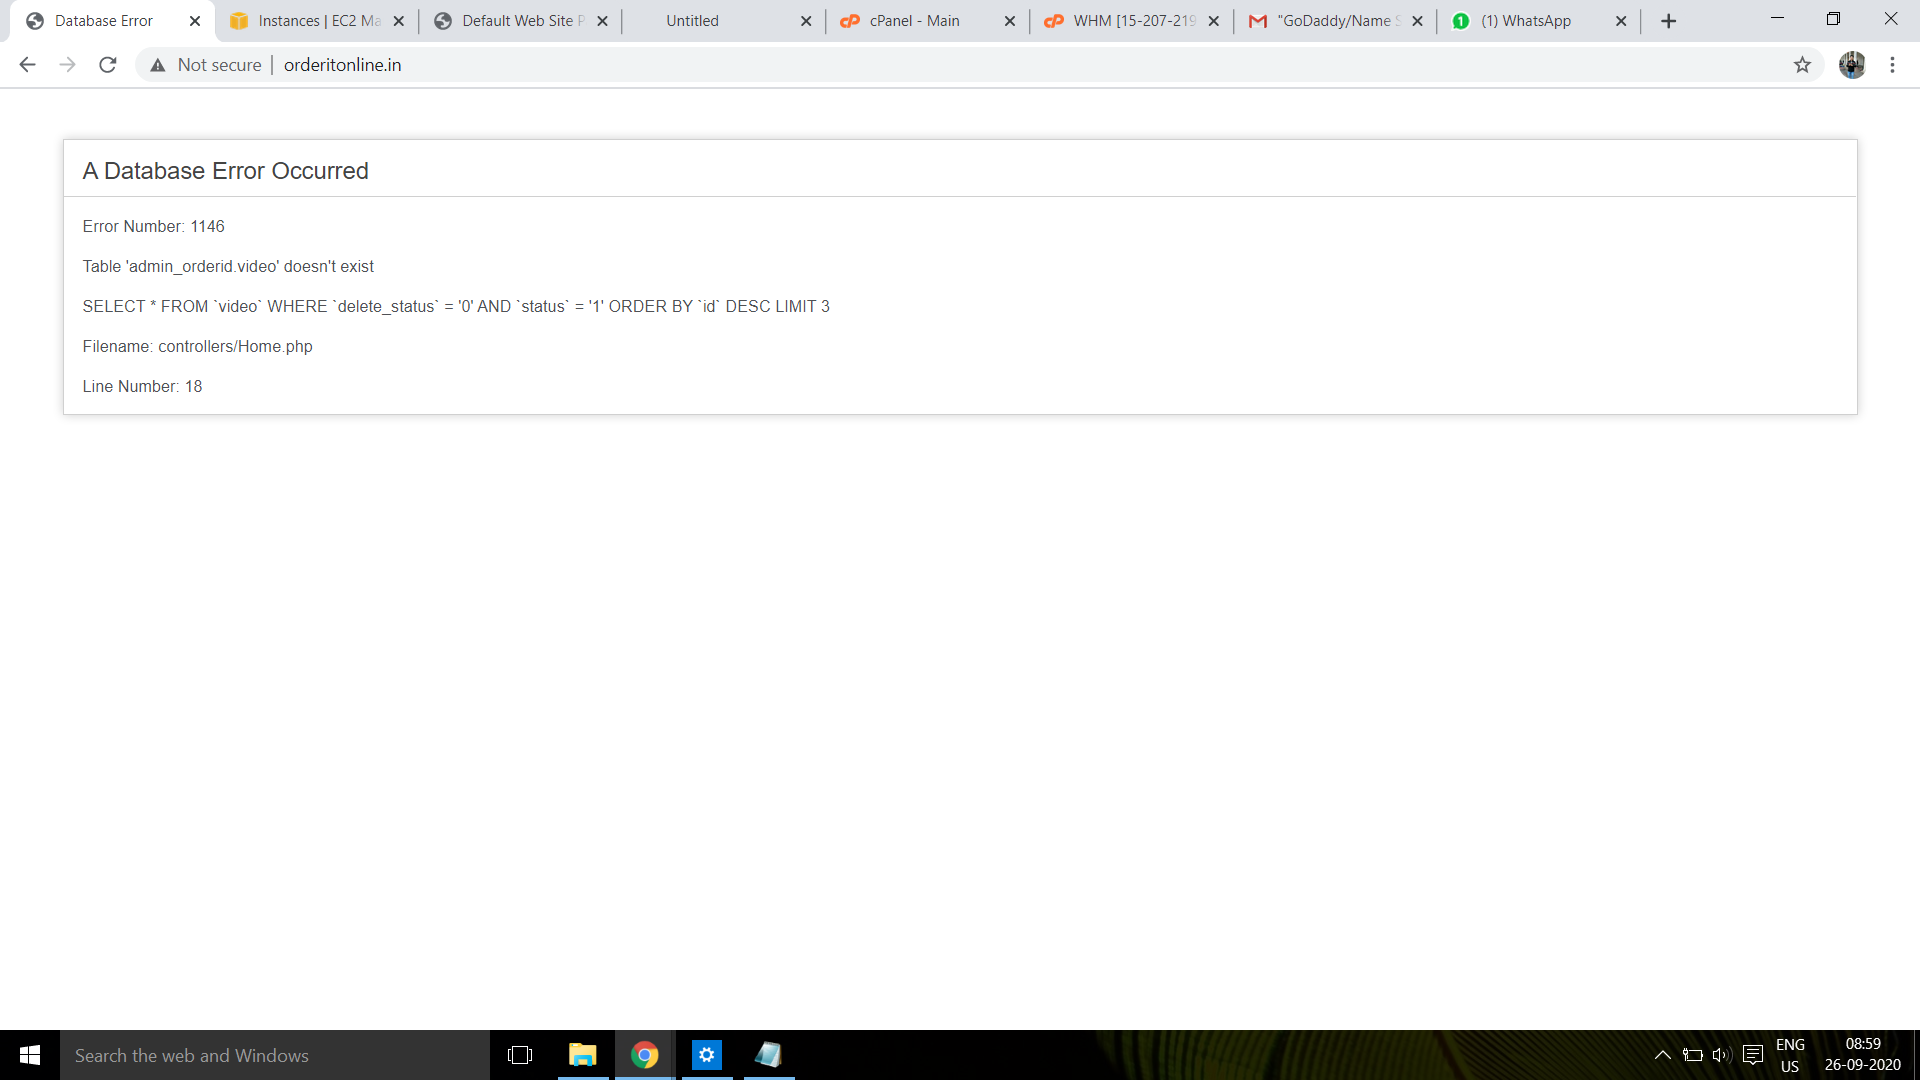 Database Error
Instances | EC2 Ma
Default Web Site P
Untitled
cPanel - Main
WHM [15-207-219
"GoDaddy/Name S
(1) WhatsApp
Not secure
orderitonline.in
A Database Error Occurred
Error Number: 1146
Table 'admin_orderid.video' doesn't exist
SELECT * FROM `video` WHERE `delete_status` = '0' AND `status` = '1' ORDER BY `id` DESC LIMIT 3
Filename: controllers/Home.php
Line Number: 18
Search the web and Windows
ENG
US
08:59
26-09-2020